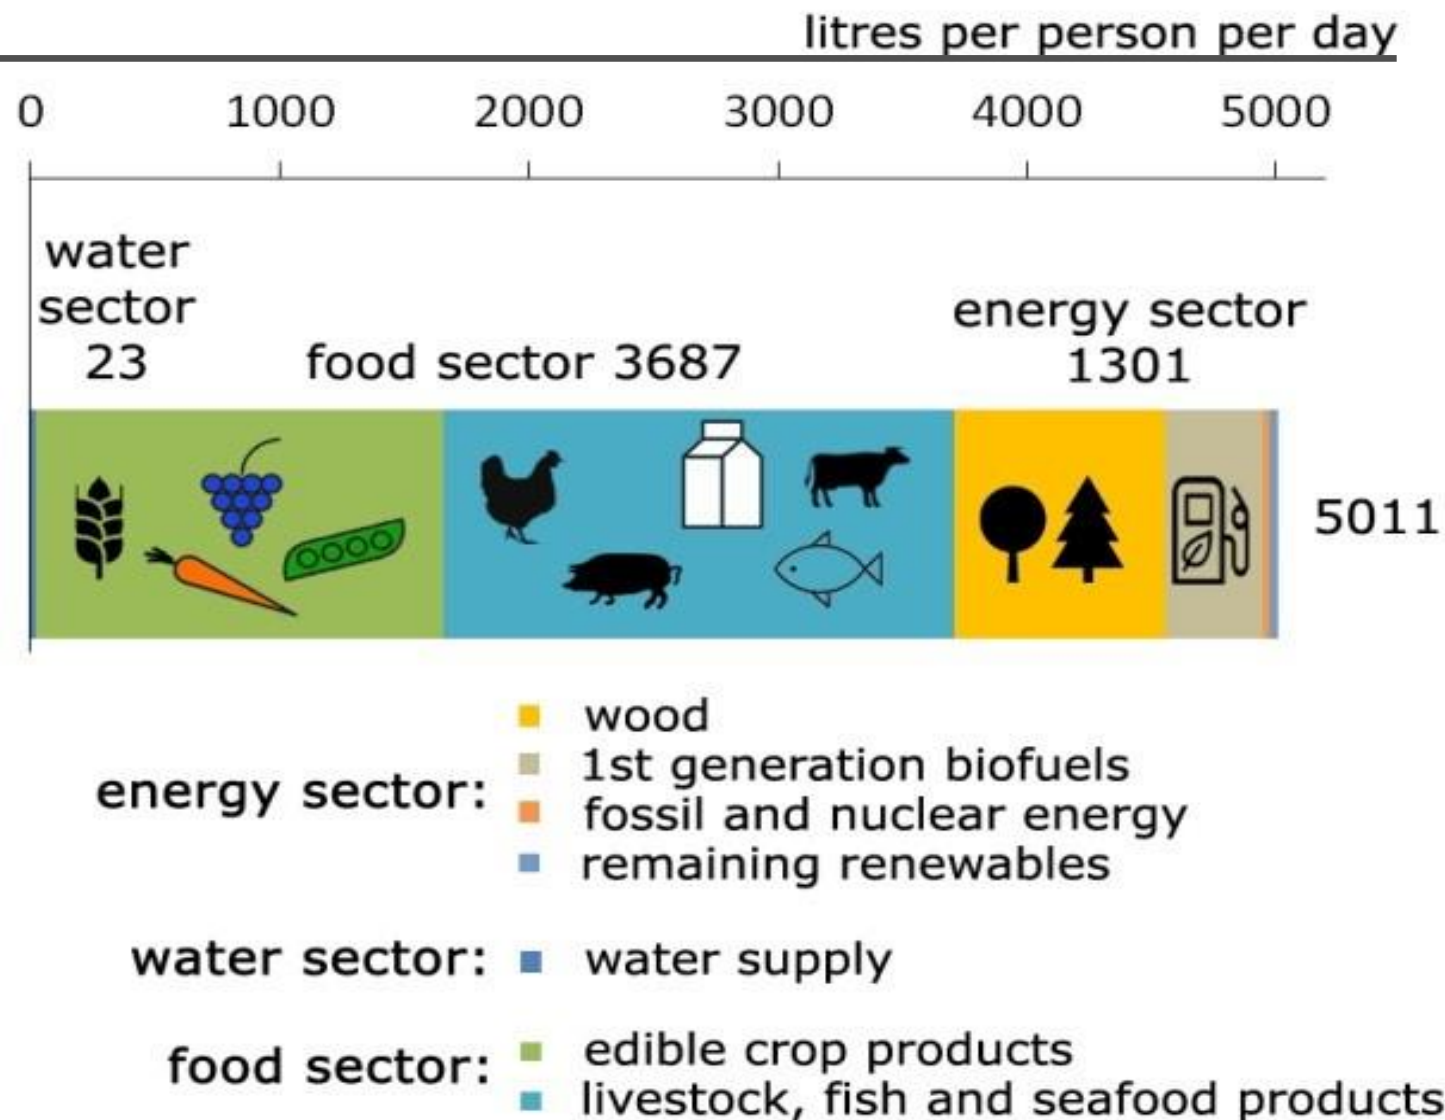 litres per person per day
0 1000 2000 3000 4000 5000
water
sector
23
food sector 3687
energy sector
1301
5011
energy sector:
wood
1st generation biofuels
fossil and nuclear energy
remaining renewables
water sector:
water supply
food sector:
edible crop products
livestock, fish and seafood products